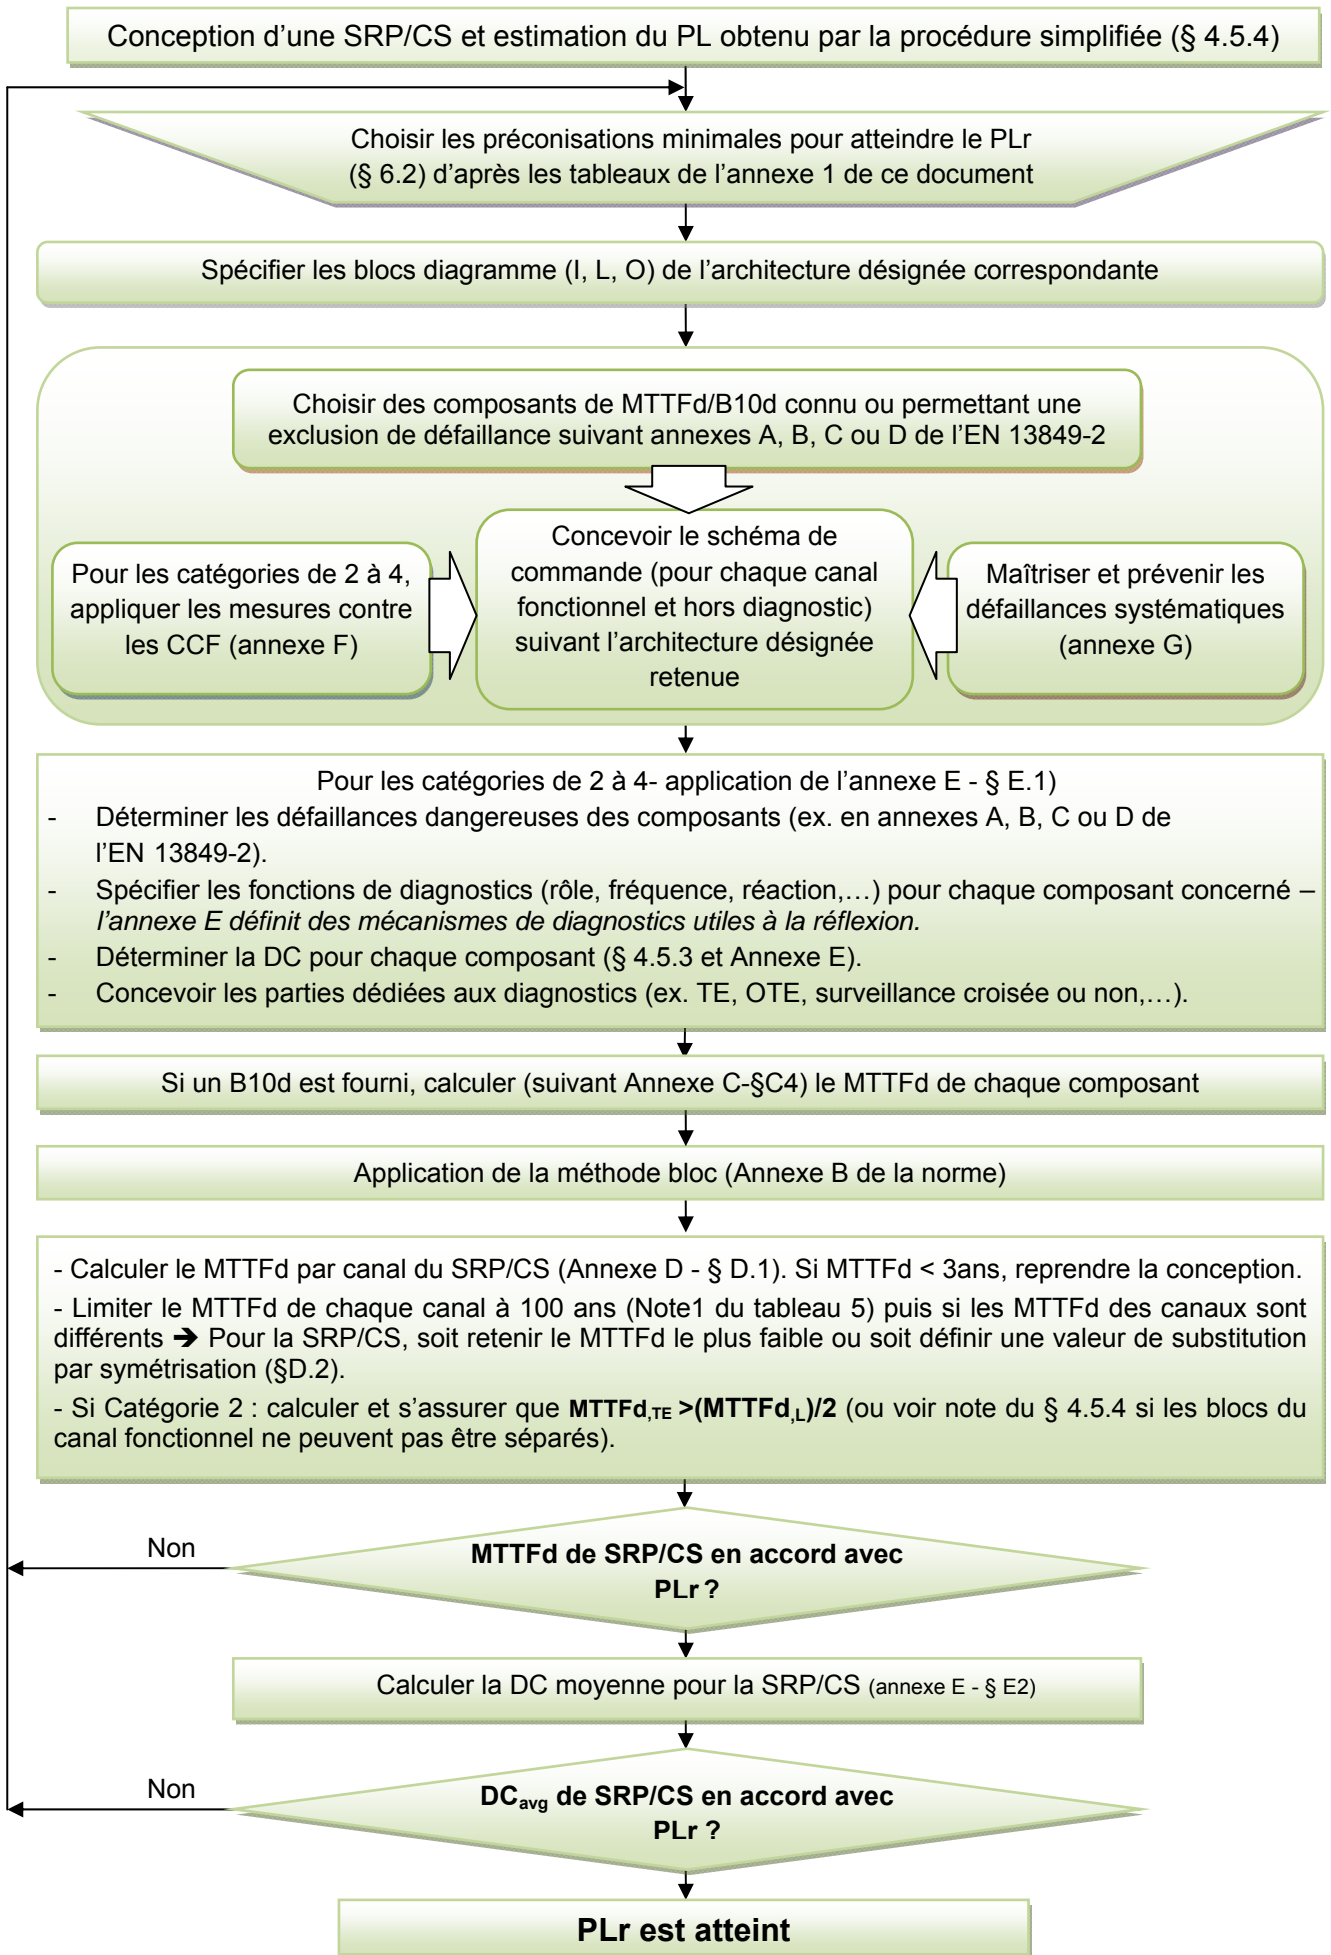 Conception d’une SRP/CS et estimation du PL obtenu par la procédure simplifiée (§ 4.5.4)
Choisir les préconisations minimales pour atteindre le PLr
(§ 6.2) d’après les tableaux de l’annexe 1 de ce document
Spécifier les blocs diagramme (I, L, O) de l’architecture désignée correspondante
Choisir des composants de MTTFd/B10d connu ou permettant une
exclusion de défaillance suivant annexes A, B, C ou D de l’EN 13849-2
Pour les catégories de 2 à 4,
appliquer les mesures contre
les CCF (annexe F)
Concevoir le schéma de
commande (pour chaque canal
fonctionnel et hors diagnostic)
suivant l’architecture désignée
retenue
Maîtriser et prévenir les
défaillances systématiques
(annexe G)
Pour les catégories de 2 à 4- application de l’annexe E - § E.1)
- Déterminer les défaillances dangereuses des composants (ex. en annexes A, B, C ou D de
l’EN 13849-2).
- Spécifier les fonctions de diagnostics (rôle, fréquence, réaction,…) pour chaque composant concerné –
l’annexe E définit des mécanismes de diagnostics utiles à la réflexion.
- Déterminer la DC pour chaque composant (§ 4.5.3 et Annexe E).
- Concevoir les parties dédiées aux diagnostics (ex. TE, OTE, surveillance croisée ou non,…).
Si un B10d est fourni, calculer (suivant Annexe C-§C4) le MTTFd de chaque composant
Application de la méthode bloc (Annexe B de la norme)
- Calculer le MTTFd par canal du SRP/CS (Annexe D - § D.1). Si MTTFd < 3ans, reprendre la conception.
- Limiter le MTTFd de chaque canal à 100 ans (Note1 du tableau 5) puis si les MTTFd des canaux sont
différents ➔ Pour la SRP/CS, soit retenir le MTTFd le plus faible ou soit définir une valeur de substitution
par symétrisation (§D.2).
- Si Catégorie 2 : calculer et s’assurer que MTTFd,TE >(MTTFd,L)/2 (ou voir note du § 4.5.4 si les blocs du
canal fonctionnel ne peuvent pas être séparés).
Non
MTTFd de SRP/CS en accord avec
PLr ?
Calculer la DC moyenne pour la SRP/CS (annexe E - § E2)
Non
DCavg de SRP/CS en accord avec
PLr ?
PLr est atteint